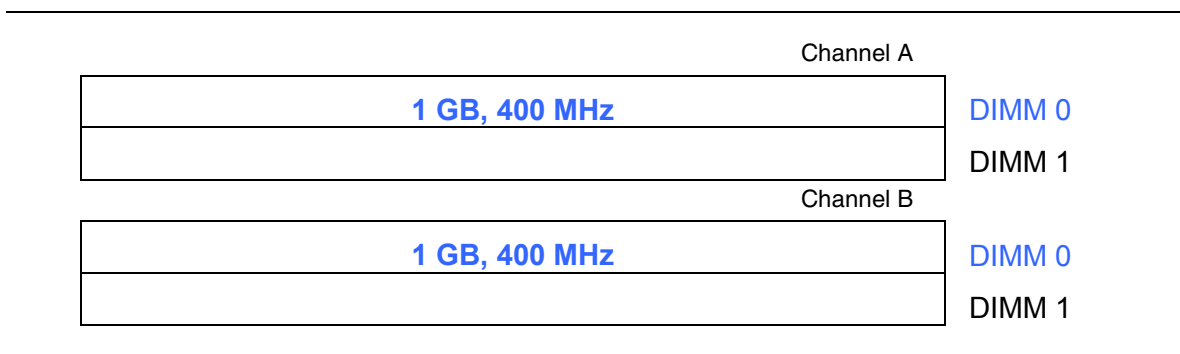 Channel A
1 GB, 400 MHz DIMM 0
DIMM 1
Channel B
1 GB, 400 MHz DIMM 0
DIMM 1